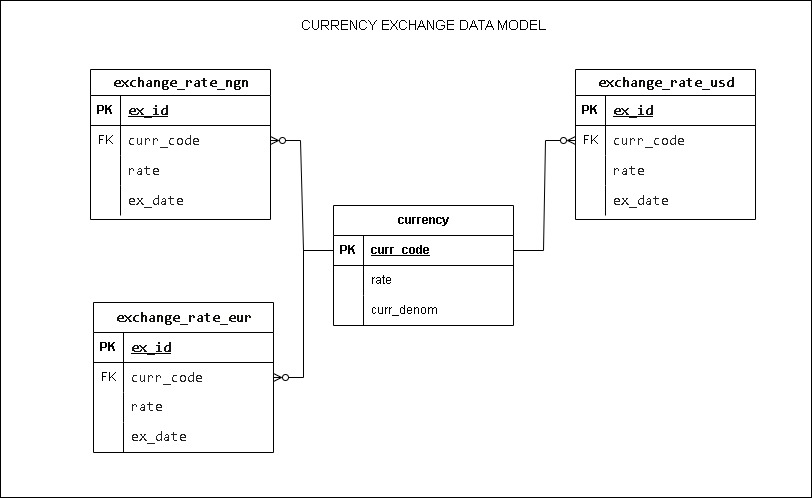 CURRENCY EXCHANGE DATA MODEL
exchange_rate_ngn
PK ex_id
FK curr_code
rate
ex_date
exchange_rate_usd
PK ex_id
FK curr_code
rate
ex_date
currency
PK curr_code
rate
curr_denom
exchange_rate_eur
PK ex_id
FK curr_code
rate
ex_date